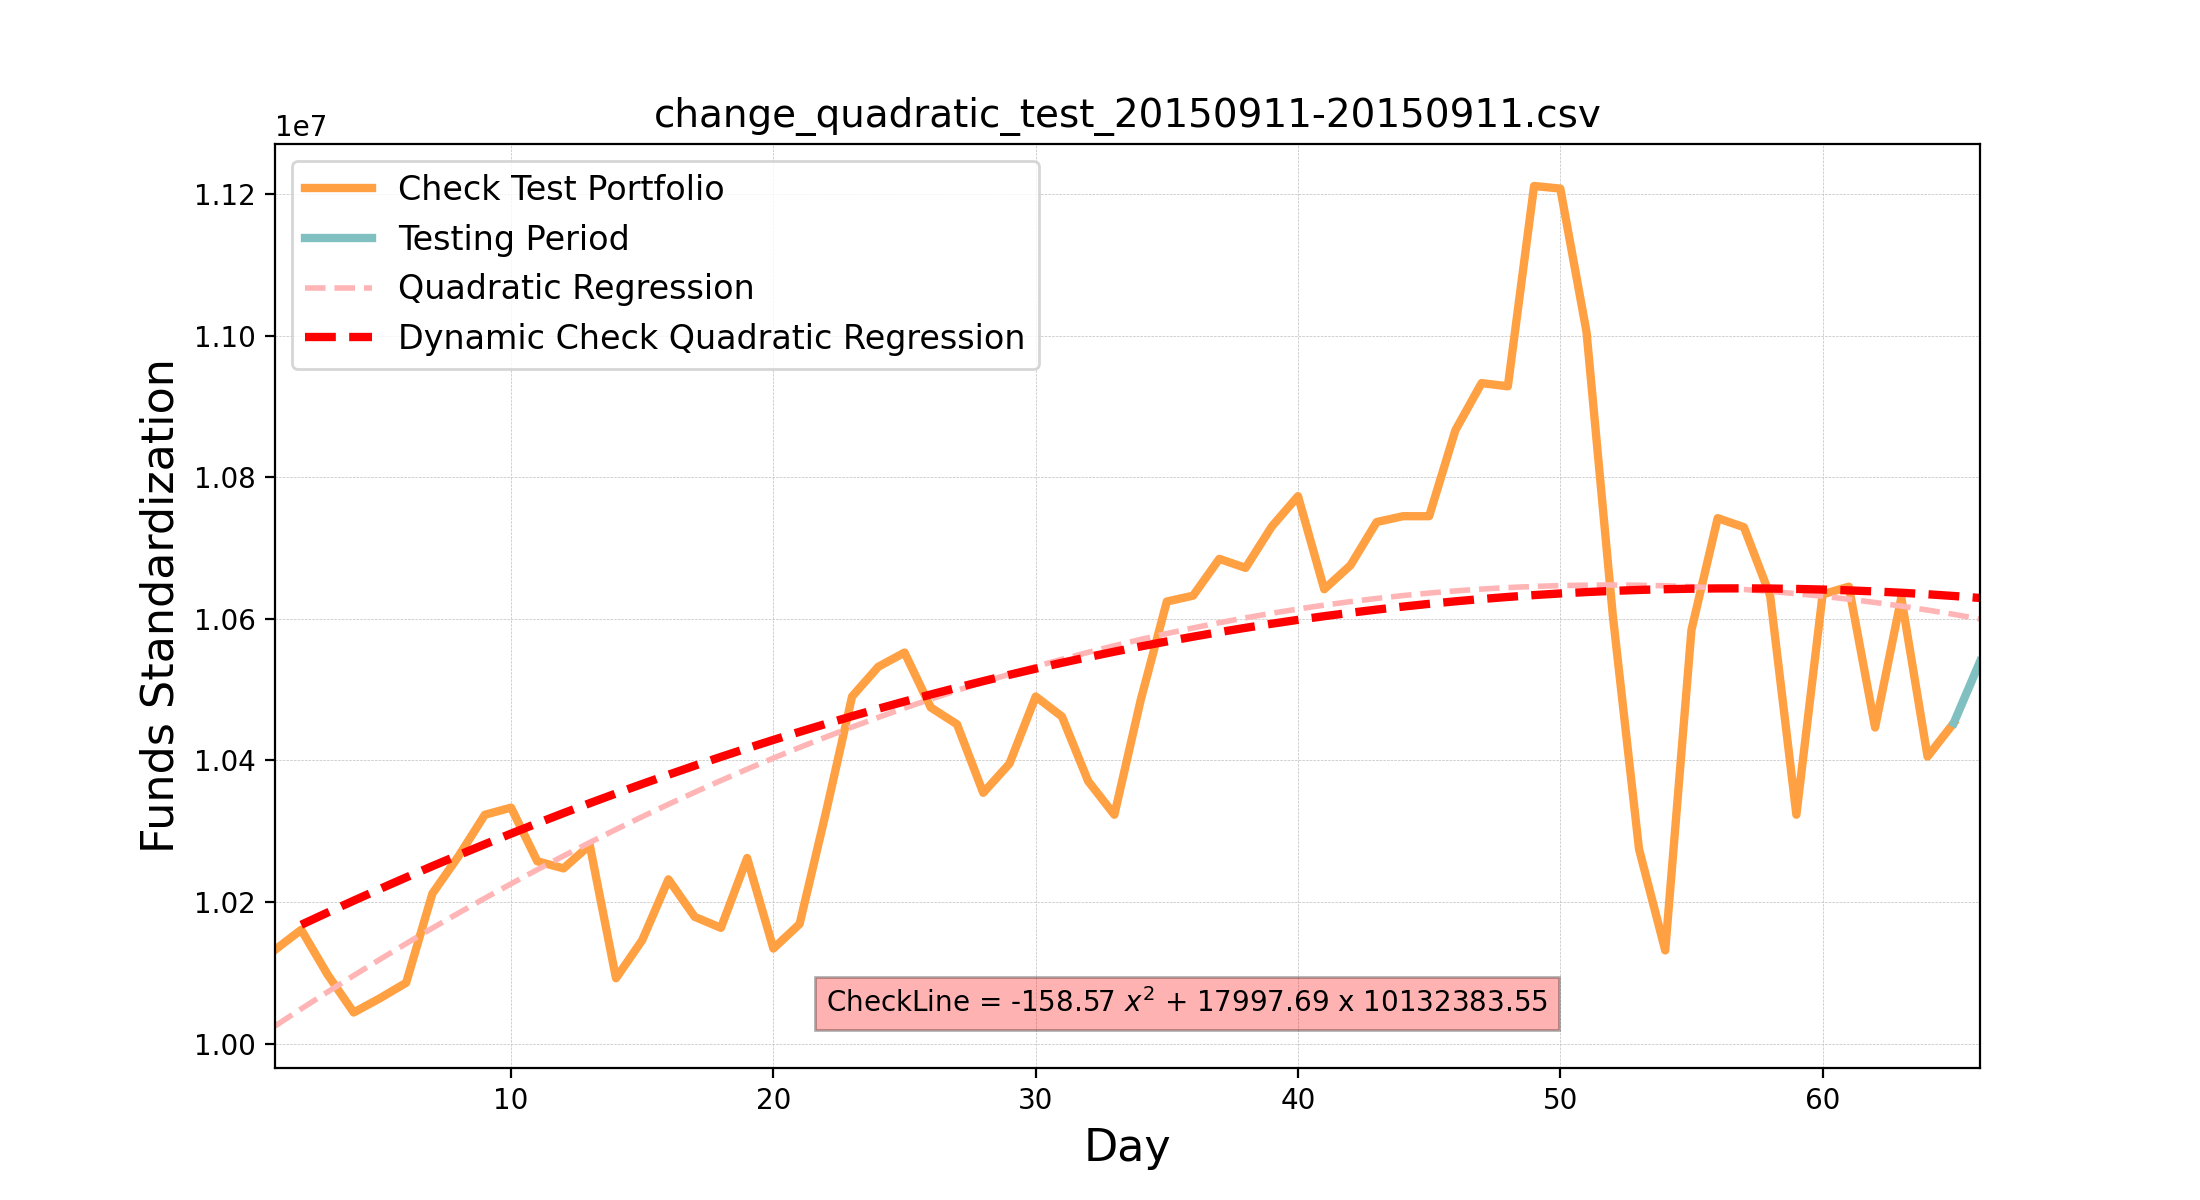 change_quadratic_test_20150911-20150911.csv
1e7
Check Test Portfolio
Testing Period
Quadratic Regression
Dynamic Check Quadratic Regression
1.12
1.10
1.08
1.06
1.04
1.02
1.00
Funds Standardization
CheckLine = -158.57 x² + 17997.69 x 10132383.55
10 20 30 40 50 60
Day